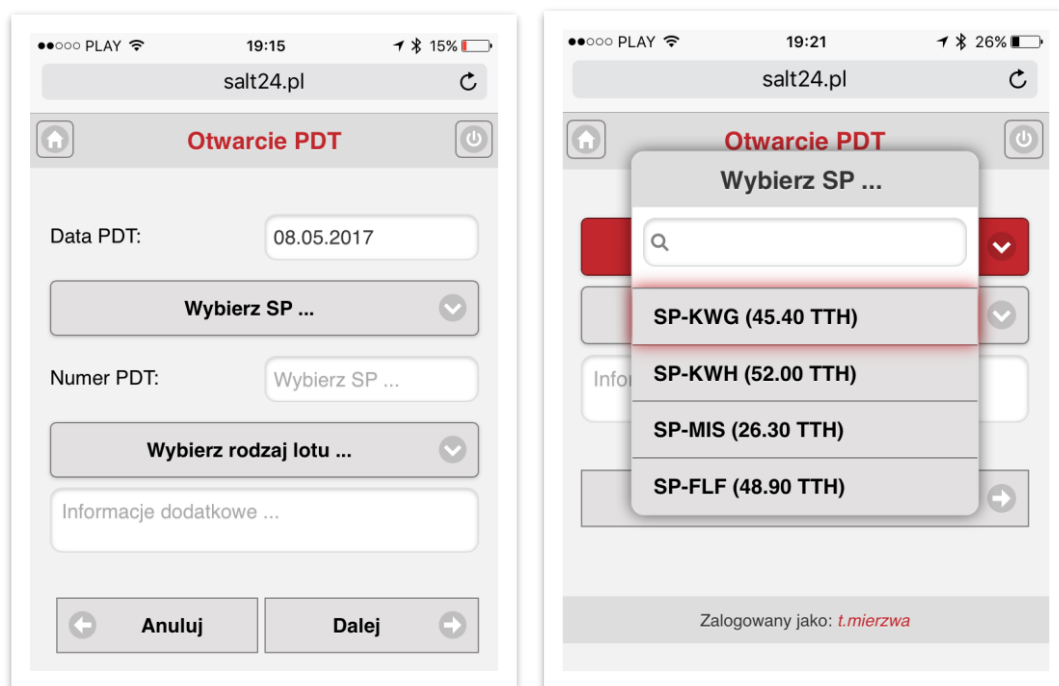 PLAY 19:15 15%
salt24.pl
Otwarcie PDT
Data PDT: 08.05.2017
Wybierz SP ...
Numer PDT: Wybierz SP ...
Wybierz rodzaj lotu ...
Informacje dodatkowe ...
Anuluj Dalej
PLAY 19:21 26%
salt24.pl
Otwarcie PDT
Wybierz SP ...
SP-KWG (45.40 TTH)
SP-KWH (52.00 TTH)
Infor
SP-MIS (26.30 TTH)
SP-FLF (48.90 TTH)
Zalogowany jako: t.mierzwa